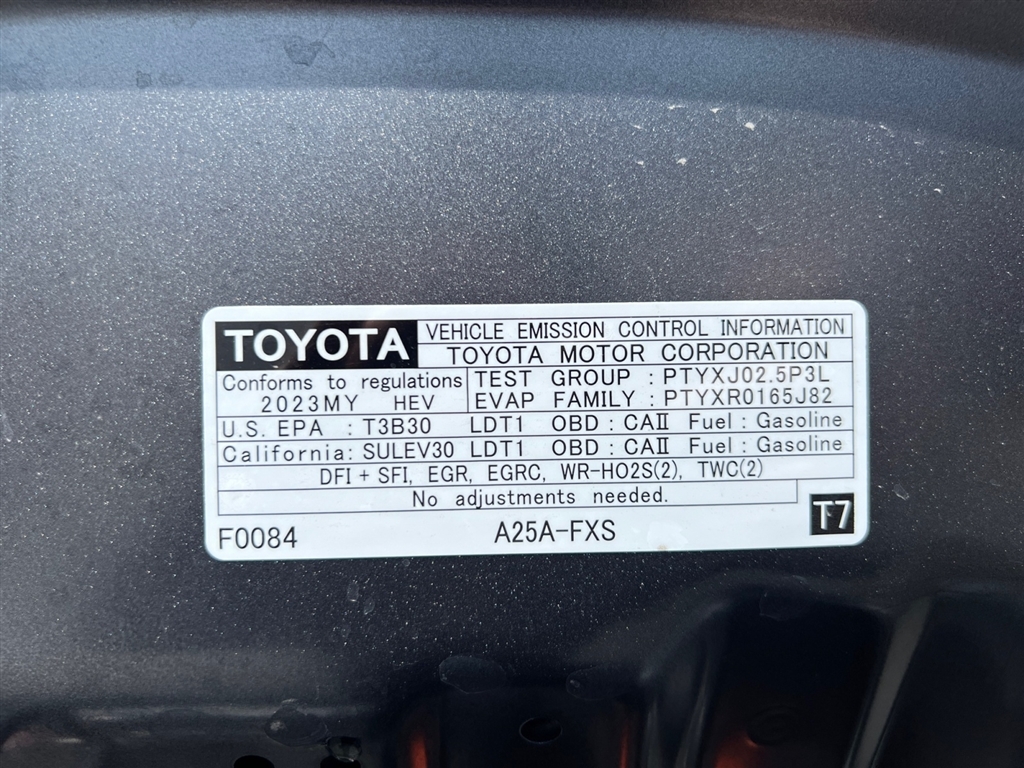 TOYOTA VEHICLE EMISSION CONTROL INFORMATION
TOYOTA MOTOR CORPORATION
Conforms to regulations TEST GROUP : PTYXJ02.5P3L
2023MY HEV EVAP FAMILY : PTYXR0165J82
U.S. EPA : T3B30 LDT1 OBD : CAII Fuel : Gasoline
California: SULEV30 LDT1 OBD : CAII Fuel : Gasoline
DFI + SFI, EGR, EGRC, WR-HO2S(2), TWC(2)
No adjustments needed.
F0084 A25A-FXS T7